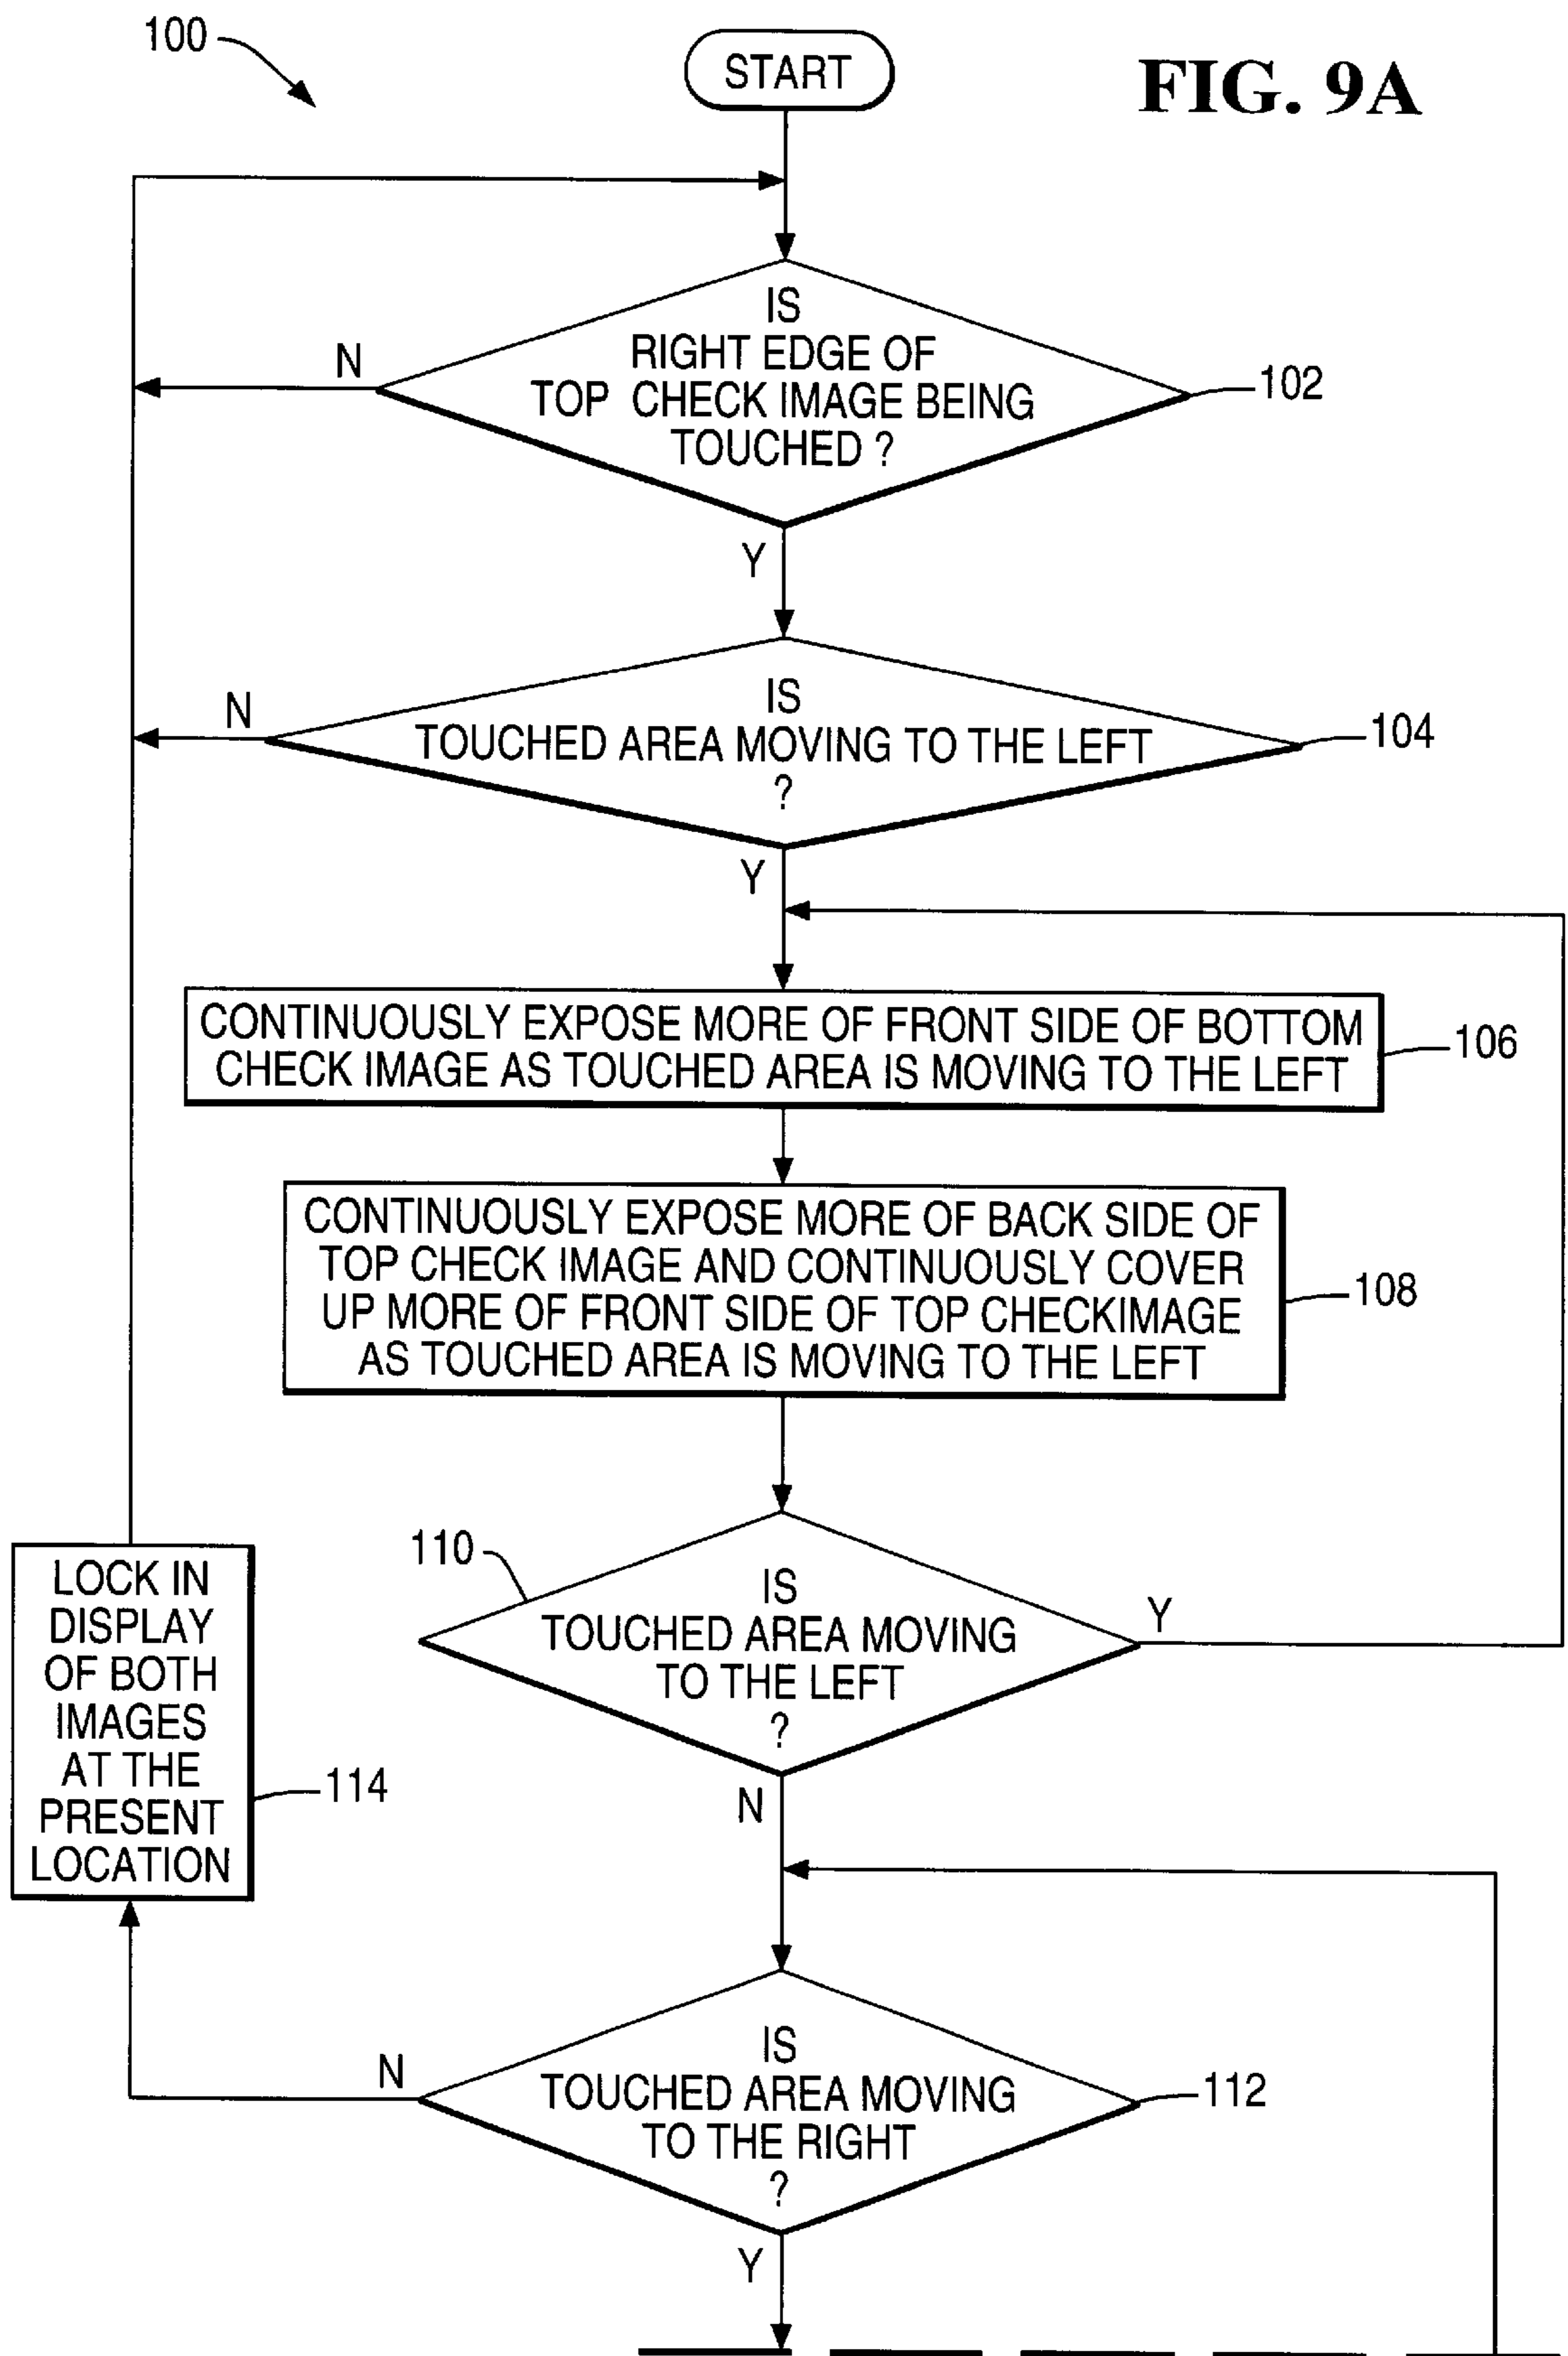 100
START
FIG. 9A
IS
RIGHT EDGE OF
TOP CHECK IMAGE BEING
TOUCHED ?
N
102
Y
IS
TOUCHED AREA MOVING TO THE LEFT
?
N
104
Y
CONTINUOUSLY EXPOSE MORE OF FRONT SIDE OF BOTTOM
CHECK IMAGE AS TOUCHED AREA IS MOVING TO THE LEFT
106
CONTINUOUSLY EXPOSE MORE OF BACK SIDE OF
TOP CHECK IMAGE AND CONTINUOUSLY COVER
UP MORE OF FRONT SIDE OF TOP CHECKIMAGE
AS TOUCHED AREA IS MOVING TO THE LEFT
108
110
IS
TOUCHED AREA MOVING
TO THE LEFT
?
Y
N
LOCK IN
DISPLAY
OF BOTH
IMAGES
AT THE
PRESENT
LOCATION
114
IS
TOUCHED AREA MOVING
TO THE RIGHT
?
N
112
Y